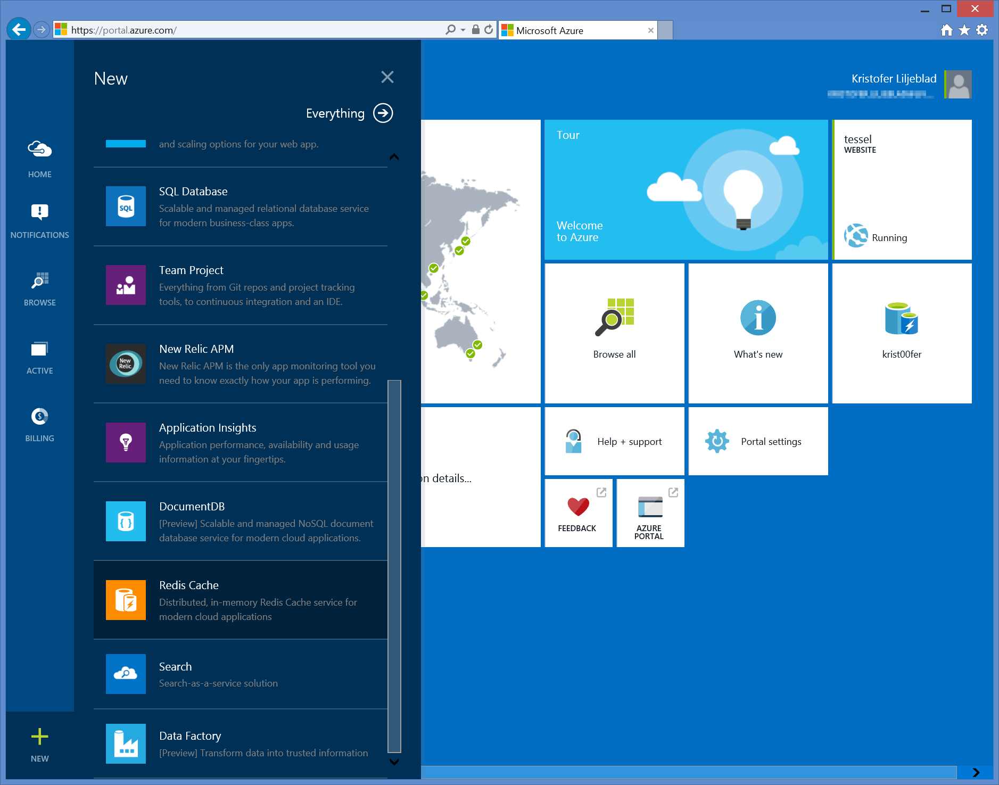 https://portal.azure.com/
Microsoft Azure
New
Everything
and scaling options for your web app.
SQL Database
Scalable and managed relational database service
for modern business-class apps.
SQL
Team Project
Everything from Git repos and project tracking
tools, to continuous integration and an IDE.
New Relic APM
New Relic APM is the only app monitoring tool you
need to know exactly how your app is performing.
New
Relic.
Application Insights
Application performance, availability and usage
information at your fingertips.
DocumentDB
[Preview] Scalable and managed NoSQL document
database service for modern cloud applications.
Redis Cache
Distributed, in-memory Redis Cache service for
modern cloud applications
Search
Search-as-a-service solution
Data Factory
[Preview] Transform data into trusted information
HOME
NOTIFICATIONS
BROWSE
ACTIVE
BILLING
NEW
Kristofer Liljeblad
Tour
Welcome
to Azure
tessel
WEBSITE
Running
Browse all
What's new
krist00fer
on details...
Help + support
Portal settings
FEEDBACK
AZURE
PORTAL